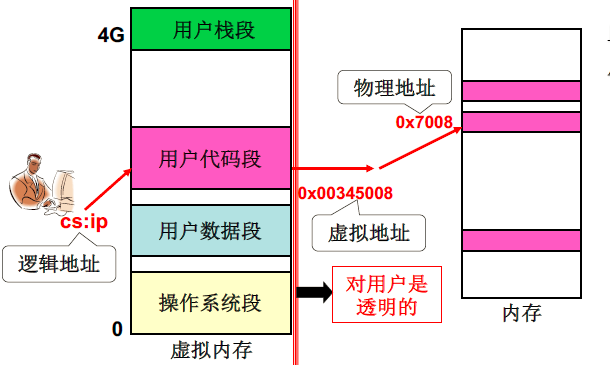 4G
用户栈段
物理地址
0x7008
用户代码段
0x00345008
cs:ip
虚拟地址
逻辑地址
用户数据段
操作系统段
对用户是
透明的
0
虚拟内存
内存